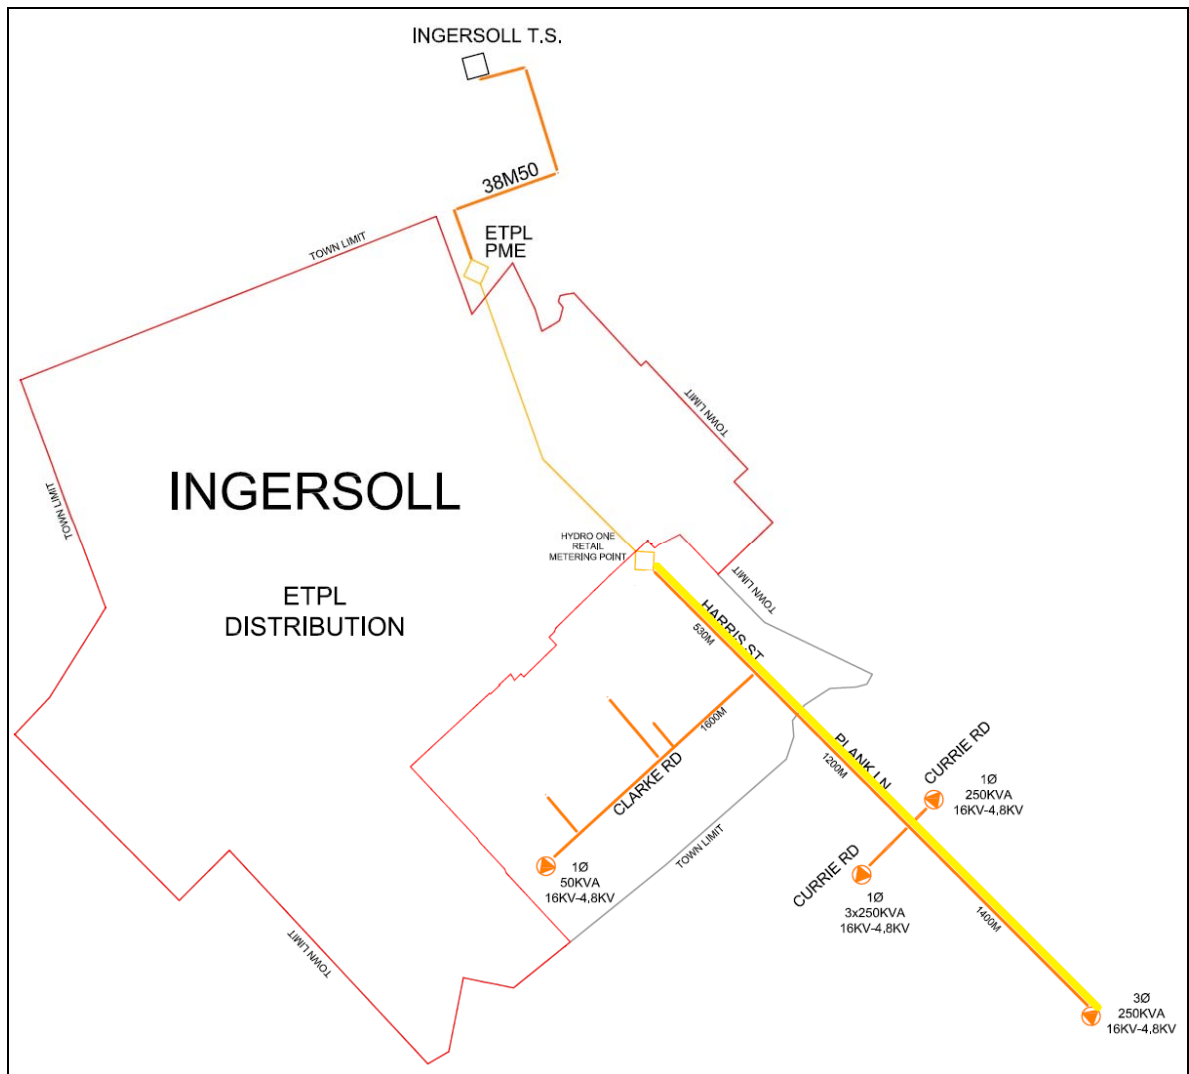 INGERSOLL T.S.
38M50
ETPL
PME
TOWN LIMIT
TOWN LIMIT
TOWN LIMIT
INGERSOLL
HYDRO ONE
RETAIL
METERING POINT
TOWN LIMIT
ETPL
DISTRIBUTION
HARRIS ST
530M
1600M
CLARKE RD
PLANK LN
1200M
CURRIE RD
1Ø
250KVA
16KV-4,8KV
TOWN LIMIT
CURRIE RD
1Ø
50KVA
16KV-4,8KV
1Ø
3x250KVA
16KV-4,8KV
1400M
TOWN LIMIT
3Ø
250KVA
16KV-4,8KV